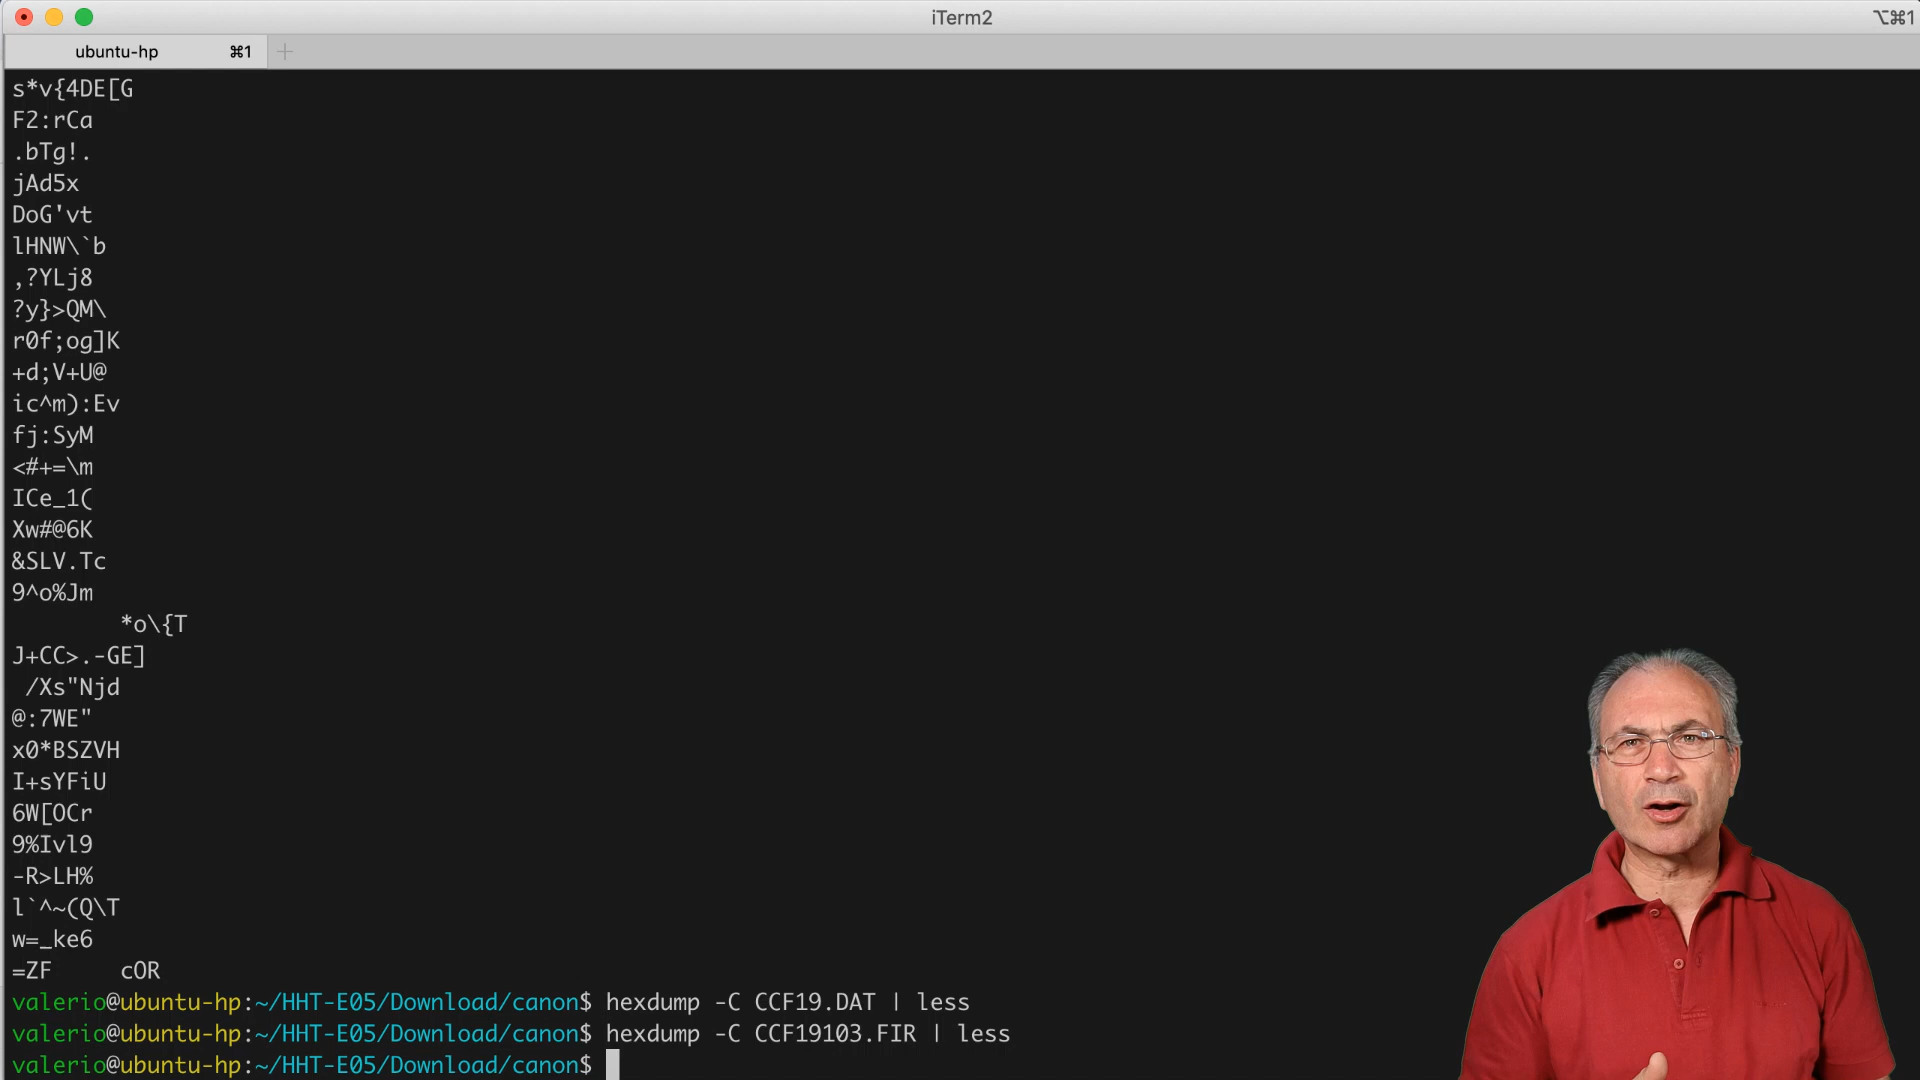 iTerm2
⌥⌘1
ubuntu-hp ⌘1
s*v{4DE[G
F2:rCa
.bTg!.
jAd5x
DoG'vt
lHNW\`b
,?YLj8
?y}>QM\
r0f;og]K
+d;V+U@
ic^m):Ev
fj:SyM
<#+=\m
ICe_1(
Xw#@6K
&SLV.Tc
9^o%Jm
*o\{T
J+CC>.-GE]
/Xs"Njd
@:7WE"
x0*BSZVH
I+sYFiU
6W[OCr
9%Ivl9
-R>LH%
l`^~(Q\T
w=_ke6
=ZF cOR
valerio@ubuntu-hp:~/HHT-E05/Download/canon$ hexdump -C CCF19.DAT | less
valerio@ubuntu-hp:~/HHT-E05/Download/canon$ hexdump -C CCF19103.FIR | less
valerio@ubuntu-hp:~/HHT-E05/Download/canon$